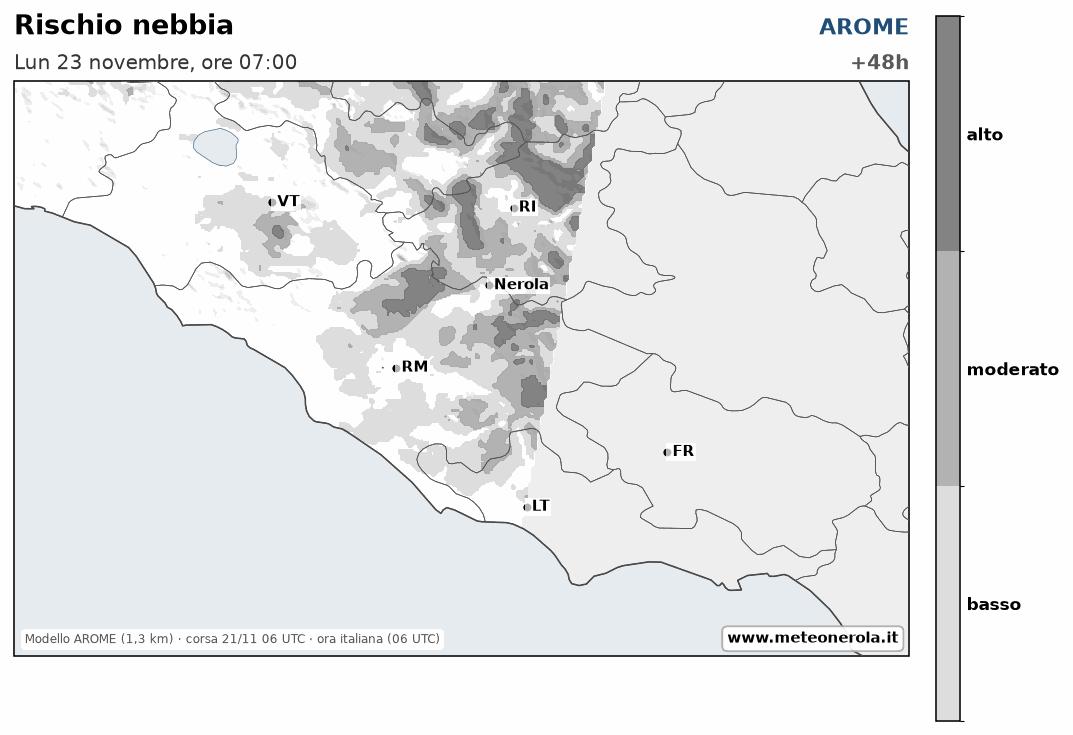 Rischio nebbia
AROME
Lun 23 novembre, ore 07:00
+48h
alto
VT
RI
Nerola
RM
moderato
FR
LT
basso
Modello AROME (1,3 km) · corsa 21/11 06 UTC · ora italiana (06 UTC)
www.meteonerola.it